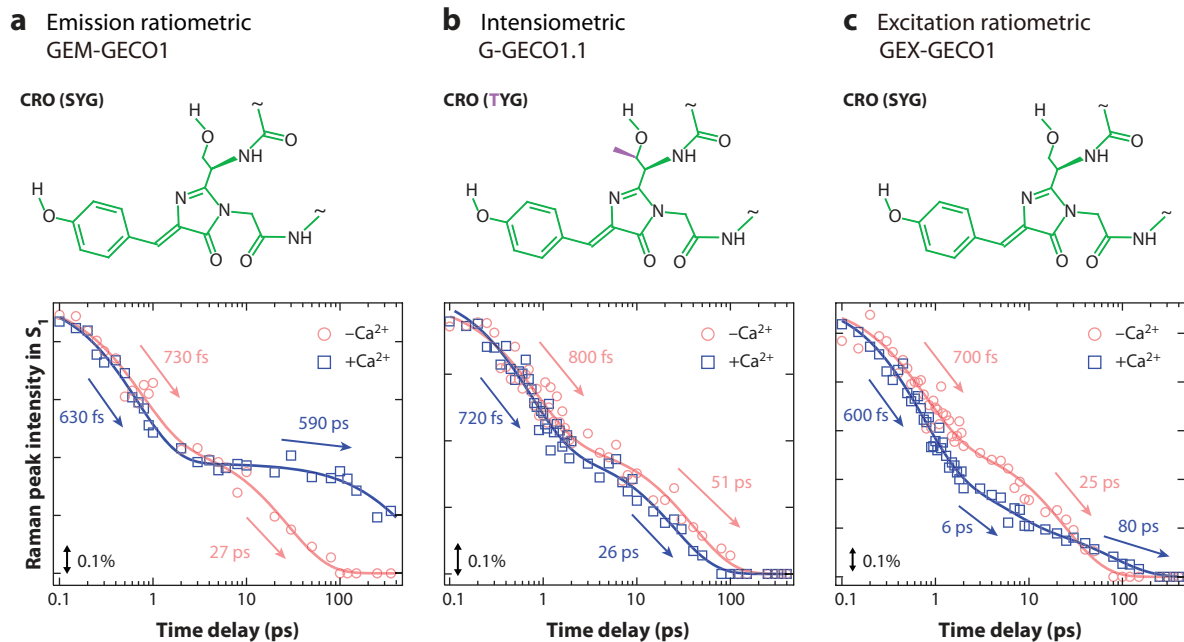 a Emission ratiometric
GEM-GECO1
b Intensiometric
G-GECO1.1
c Excitation ratiometric
GEX-GECO1
CRO (SYG)
H
O
NH
O
~
H
O
N
N
O
O
NH
~
CRO (TYG)
H
O
NH
O
~
H
O
N
N
O
O
NH
~
CRO (SYG)
H
O
NH
O
~
H
O
N
N
O
O
NH
~
Raman peak intensity in S1
730 fs
630 fs
590 ps
27 ps
−Ca2+
+Ca2+
0.1%
0.1 1 10 100
Time delay (ps)
800 fs
720 fs
51 ps
26 ps
−Ca2+
+Ca2+
0.1%
0.1 1 10 100
Time delay (ps)
700 fs
600 fs
25 ps
6 ps
80 ps
−Ca2+
+Ca2+
0.1%
0.1 1 10 100
Time delay (ps)